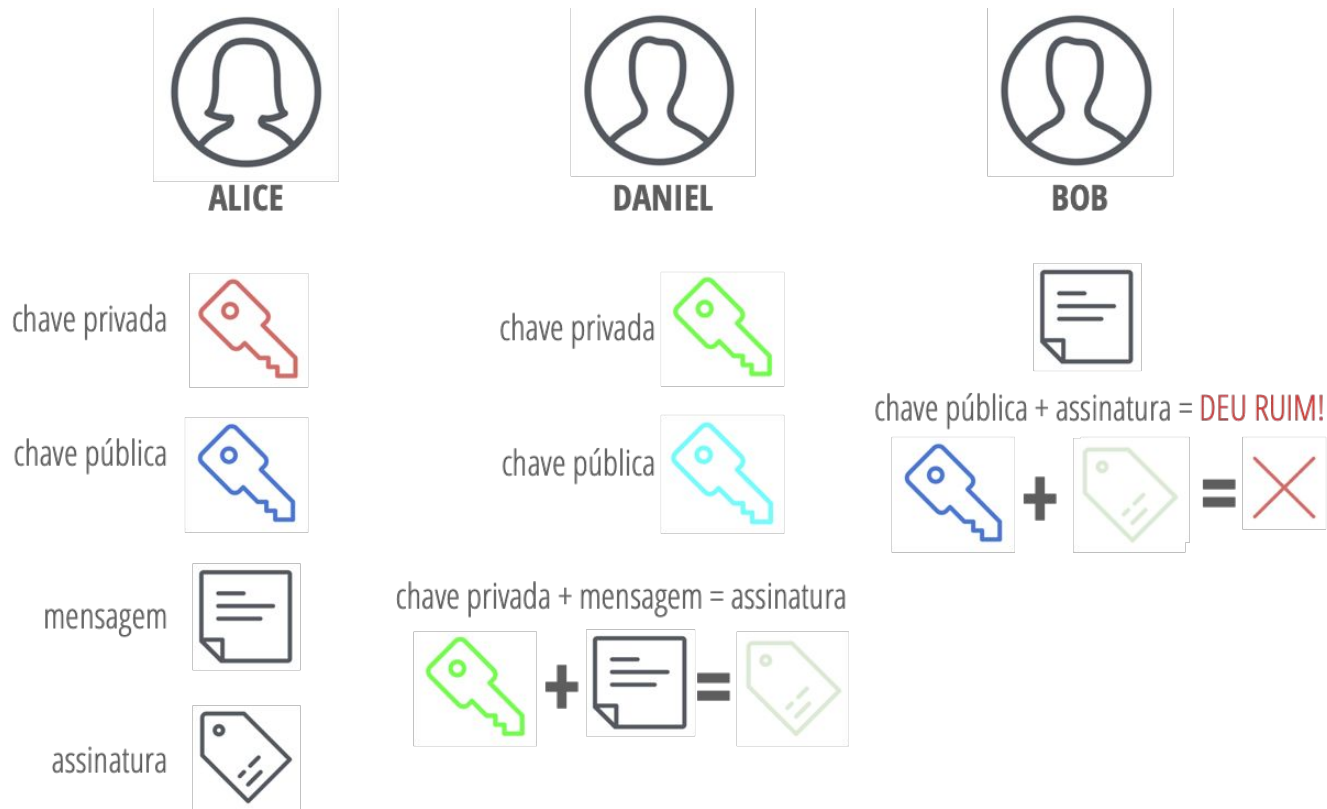 ALICE
chave privada
chave pública
mensagem
assinatura
DANIEL
chave privada
chave pública
chave privada + mensagem = assinatura
+ =
BOB
chave pública + assinatura = DEU RUIM!
+ =